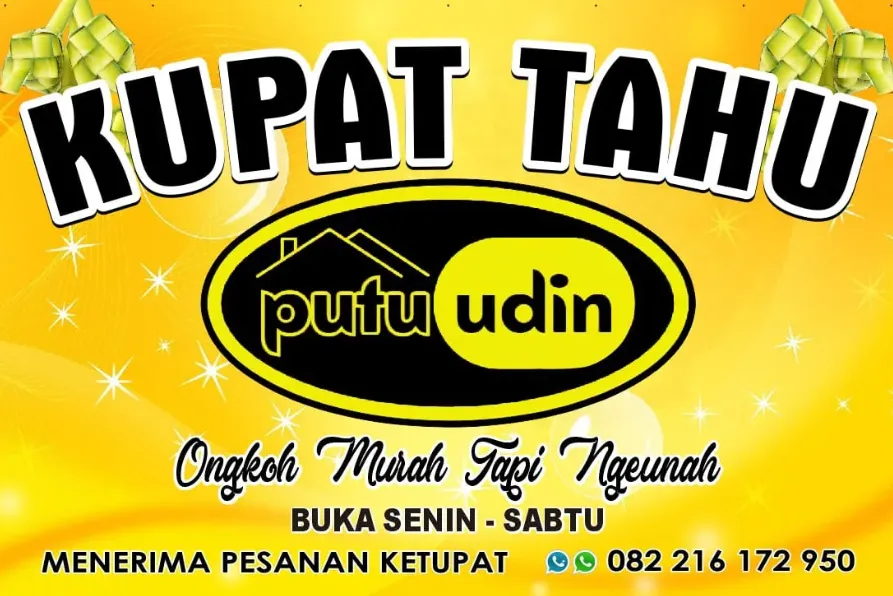 KUPAT TAHU
putu udin
Ongkoh Murah Tapi Ngeunah
BUKA SENIN - SABTU
MENERIMA PESANAN KETUPAT 082 216 172 950